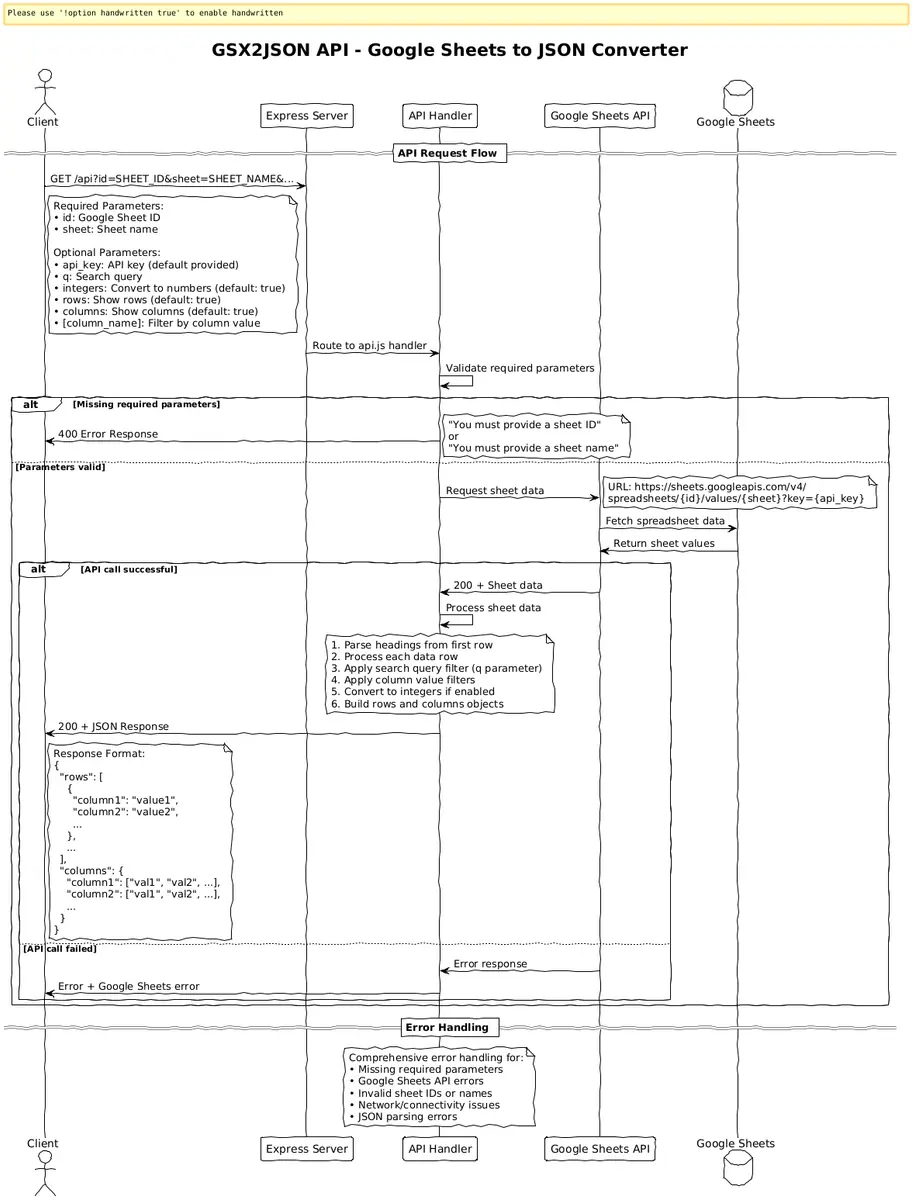 Please use '!option handwritten true' to enable handwritten
GSX2JSON API - Google Sheets to JSON Converter
Client
Express Server
API Handler
Google Sheets API
Google Sheets
API Request Flow
GET /api?id=SHEET_ID&sheet=SHEET_NAME&...
Required Parameters:
• id: Google Sheet ID
• sheet: Sheet name
Optional Parameters:
• api_key: API key (default provided)
• q: Search query
• integers: Convert to numbers (default: true)
• rows: Show rows (default: true)
• columns: Show columns (default: true)
• [column_name]: Filter by column value
Route to api.js handler
Validate required parameters
alt
[Missing required parameters]
400 Error Response
"You must provide a sheet ID"
or
"You must provide a sheet name"
[Parameters valid]
Request sheet data
URL: https://sheets.googleapis.com/v4/
spreadsheets/{id}/values/{sheet}?key={api_key}
Fetch spreadsheet data
Return sheet values
alt
[API call successful]
200 + Sheet data
Process sheet data
1. Parse headings from first row
2. Process each data row
3. Apply search query filter (q parameter)
4. Apply column value filters
5. Convert to integers if enabled
6. Build rows and columns objects
200 + JSON Response
Response Format:
{
"rows": [
{
"column1": "value1",
"column2": "value2",
...
},
...
],
"columns": {
"column1": ["val1", "val2", ...],
"column2": ["val1", "val2", ...],
...
}
}
[API call failed]
Error response
Error + Google Sheets error
Error Handling
Comprehensive error handling for:
• Missing required parameters
• Google Sheets API errors
• Invalid sheet IDs or names
• Network/connectivity issues
• JSON parsing errors
Client
Express Server
API Handler
Google Sheets API
Google Sheets